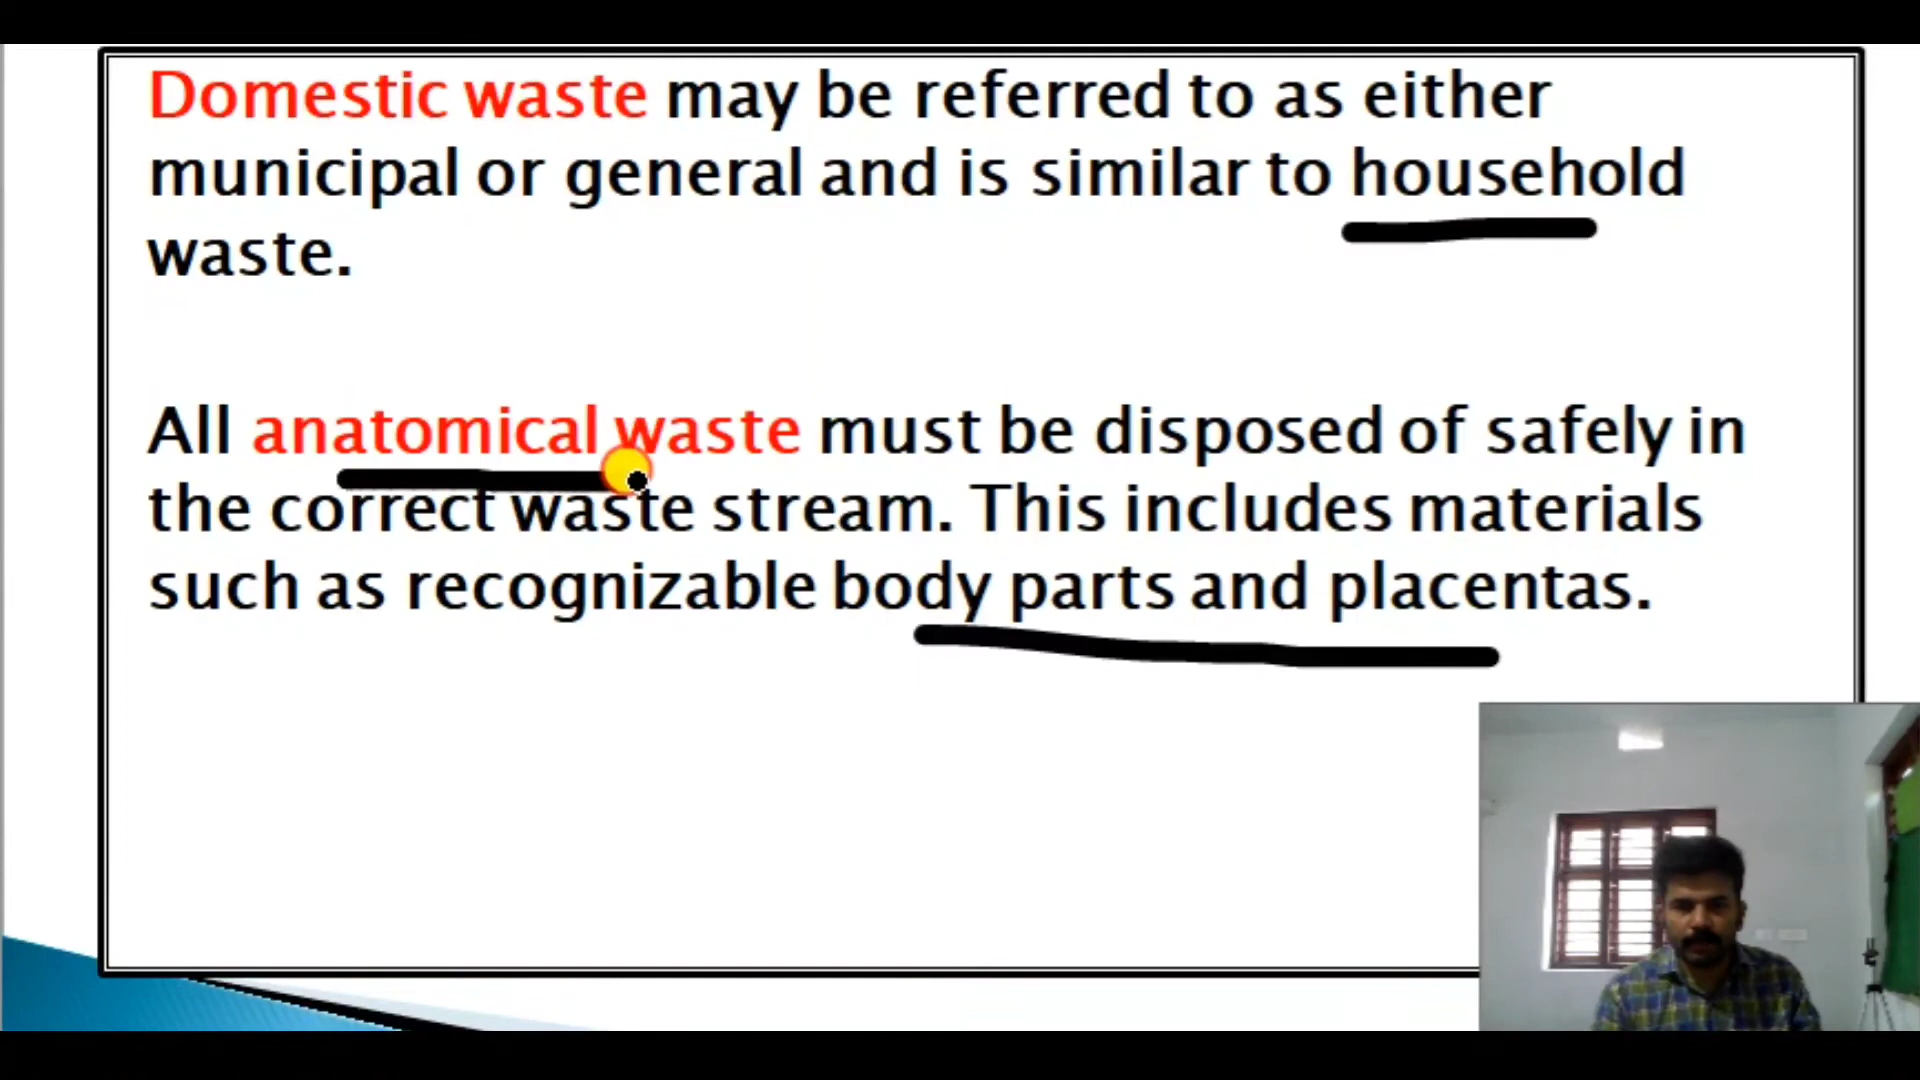 Domestic waste may be referred to as either
municipal or general and is similar to household
waste.
All anatomical waste must be disposed of safely in
the correct waste stream. This includes materials
such as recognizable body parts and placentas.